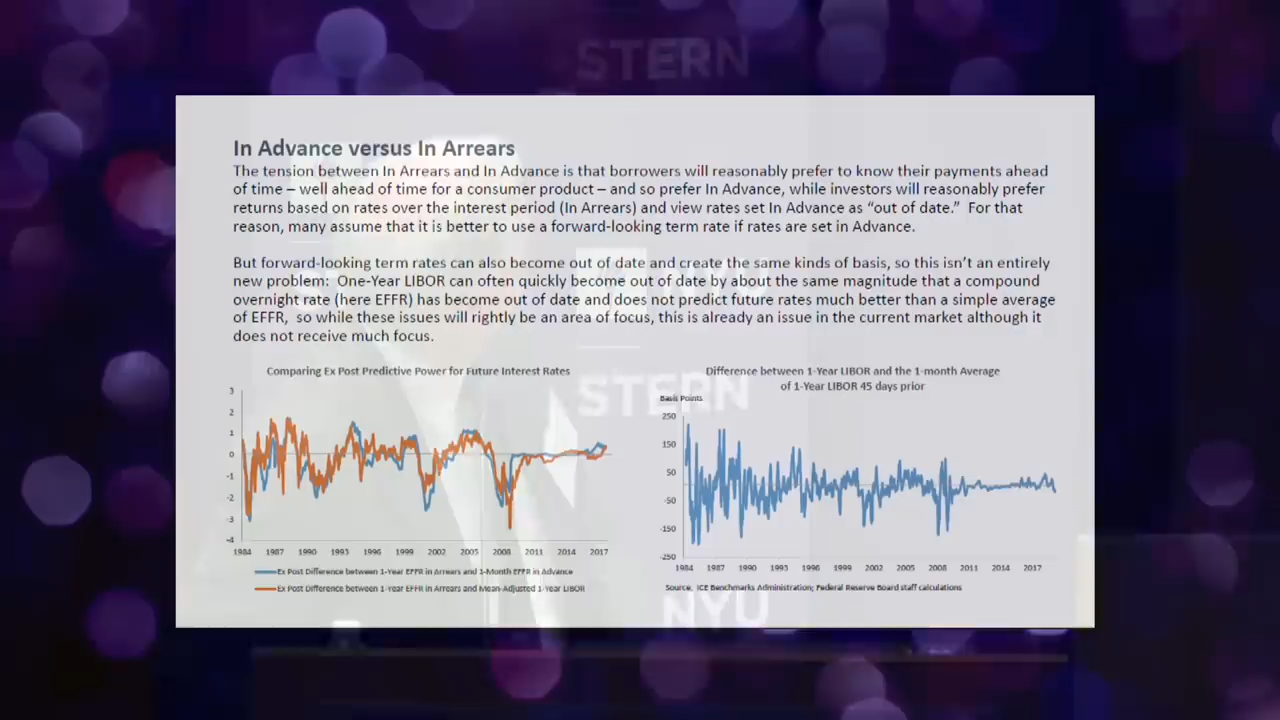 STERN
In Advance versus In Arrears
The tension between In Arrears and In Advance is that borrowers will reasonably prefer to know their payments ahead
of time – well ahead of time for a consumer product – and so prefer In Advance, while investors will reasonably prefer
returns based on rates over the interest period (In Arrears) and view rates set In Advance as “out of date.” For that
reason, many assume that it is better to use a forward-looking term rate if rates are set in Advance.
But forward-looking term rates can also become out of date and create the same kinds of basis, so this isn’t an entirely
new problem: One-Year LIBOR can often quickly become out of date by about the same magnitude that a compound
overnight rate (here EFFR) has become out of date and does not predict future rates much better than a simple average
of EFFR, so while these issues will rightly be an area of focus, this is already an issue in the current market although it
does not receive much focus.
NYU
STERN
Comparing Ex Post Predictive Power for Future Interest Rates
3
2
1
0
-1
-2
-3
-4
1984 1987 1990 1993 1996 1999 2002 2005 2008 2011 2014 2017
Ex Post Difference between 1-Year EFFR in Arrears and 1-Month EFFR in Advance
Ex Post Difference between 1-Year EFFR in Arrears and Mean-Adjusted 1-Year LIBOR
Difference between 1-Year LIBOR and the 1-month Average
of 1-Year LIBOR 45 days prior
Basis Points
250
150
50
-50
-150
-250
1984 1987 1990 1993 1996 1999 2002 2005 2008 2011 2014 2017
Source, ICE Benchmarks Administration; Federal Reserve Board staff calculations
NYU